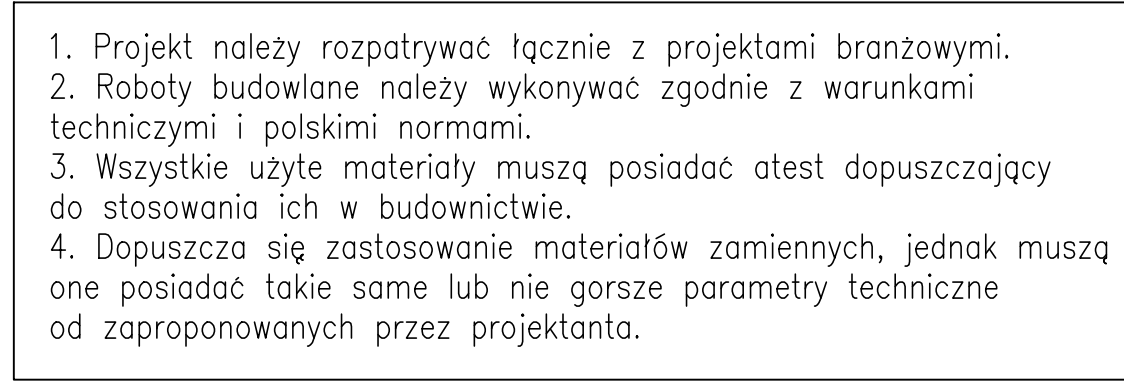 1. Projekt należy rozpatrywać łącznie z projektami branżowymi.
2. Roboty budowlane należy wykonywać zgodnie z warunkami
techniczymi i polskimi normami.
3. Wszystkie użyte materiały muszą posiadać atest dopuszczający
do stosowania ich w budownictwie.
4. Dopuszcza się zastosowanie materiałów zamiennych, jednak muszą
one posiadać takie same lub nie gorsze parametry techniczne
od zaproponowanych przez projektanta.